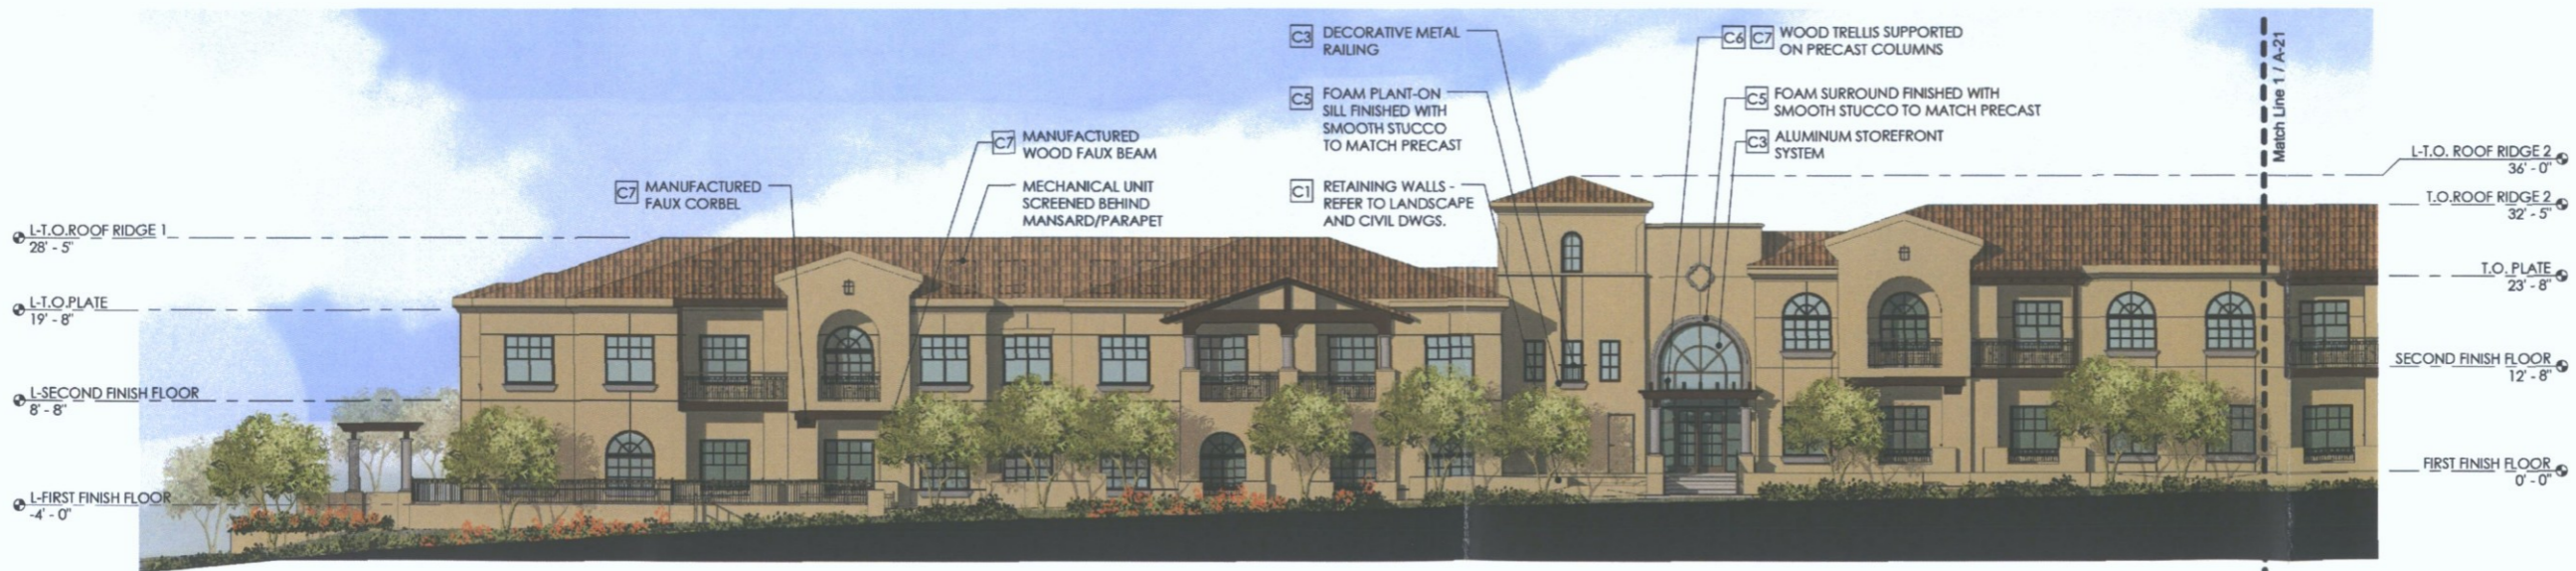 C3 DECORATIVE METAL
RAILING
C5 FOAM PLANT-ON
SILL FINISHED WITH
SMOOTH STUCCO
TO MATCH PRECAST
C1 RETAINING WALLS -
REFER TO LANDSCAPE
AND CIVIL DWGS.
C6 C7 WOOD TRELLIS SUPPORTED
ON PRECAST COLUMNS
C5 FOAM SURROUND FINISHED WITH
SMOOTH STUCCO TO MATCH PRECAST
C3 ALUMINUM STOREFRONT
SYSTEM
Match Line 1 / A-21
C7 MANUFACTURED
WOOD FAUX BEAM
MECHANICAL UNIT
SCREENED BEHIND
MANSARD/PARAPET
C7 MANUFACTURED
FAUX CORBEL
L-T.O.ROOF RIDGE 1
28' - 5"
L-T.O.PLATE
19' - 8"
L-SECOND FINISH FLOOR
8' - 8"
L-FIRST FINISH FLOOR
-4' - 0"
L-T.O. ROOF RIDGE 2
36' - 0"
T.O.ROOF RIDGE 2
32' - 5"
T.O. PLATE
23' - 8"
SECOND FINISH FLOOR
12' - 8"
FIRST FINISH FLOOR
0' - 0"